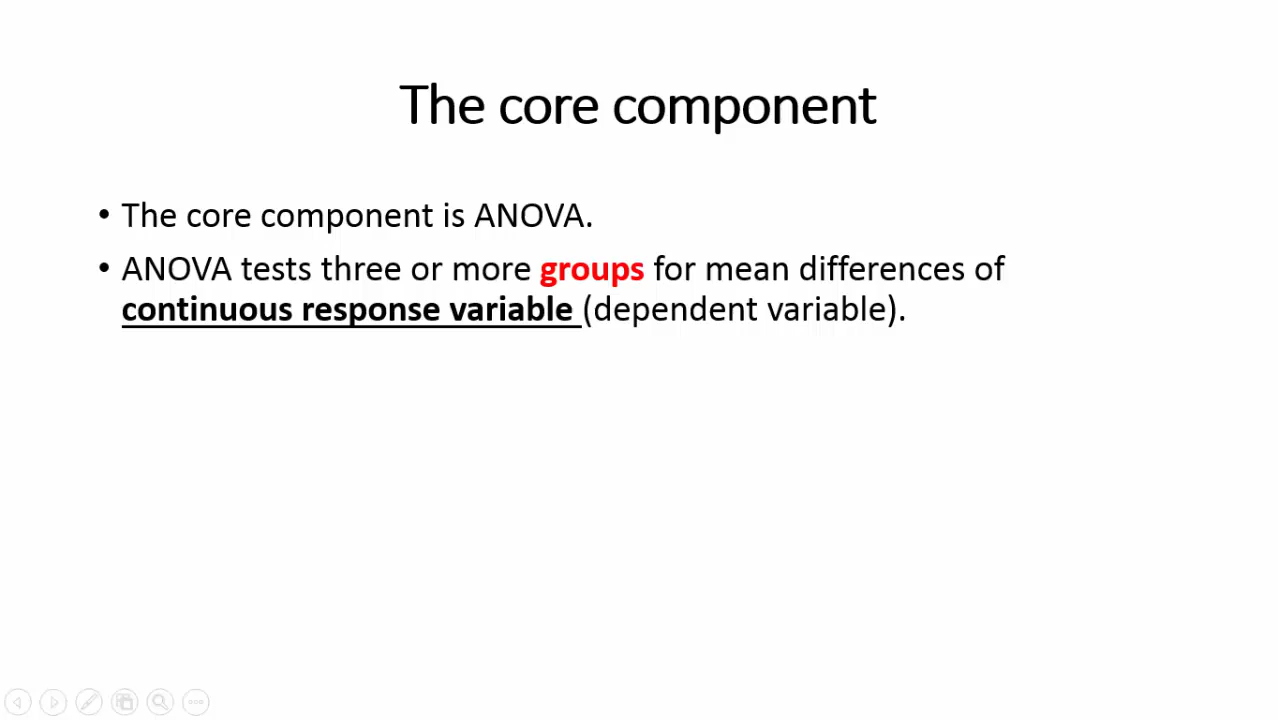 The core component
• The core component is ANOVA.
• ANOVA tests three or more groups for mean differences of
continuous response variable (dependent variable).